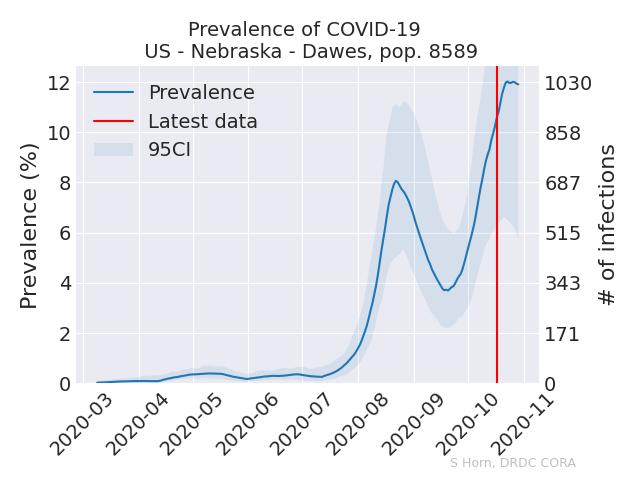 Prevalence of COVID-19
US - Nebraska - Dawes, pop. 8589
Prevalence (%)
12
10
8
6
4
2
0
Prevalence
Latest data
95CI
1030
858
687
515
343
171
0
# of infections
2020-03
2020-04
2020-05
2020-06
2020-07
2020-08
2020-09
2020-10
2020-11
S Horn, DRDC CORA